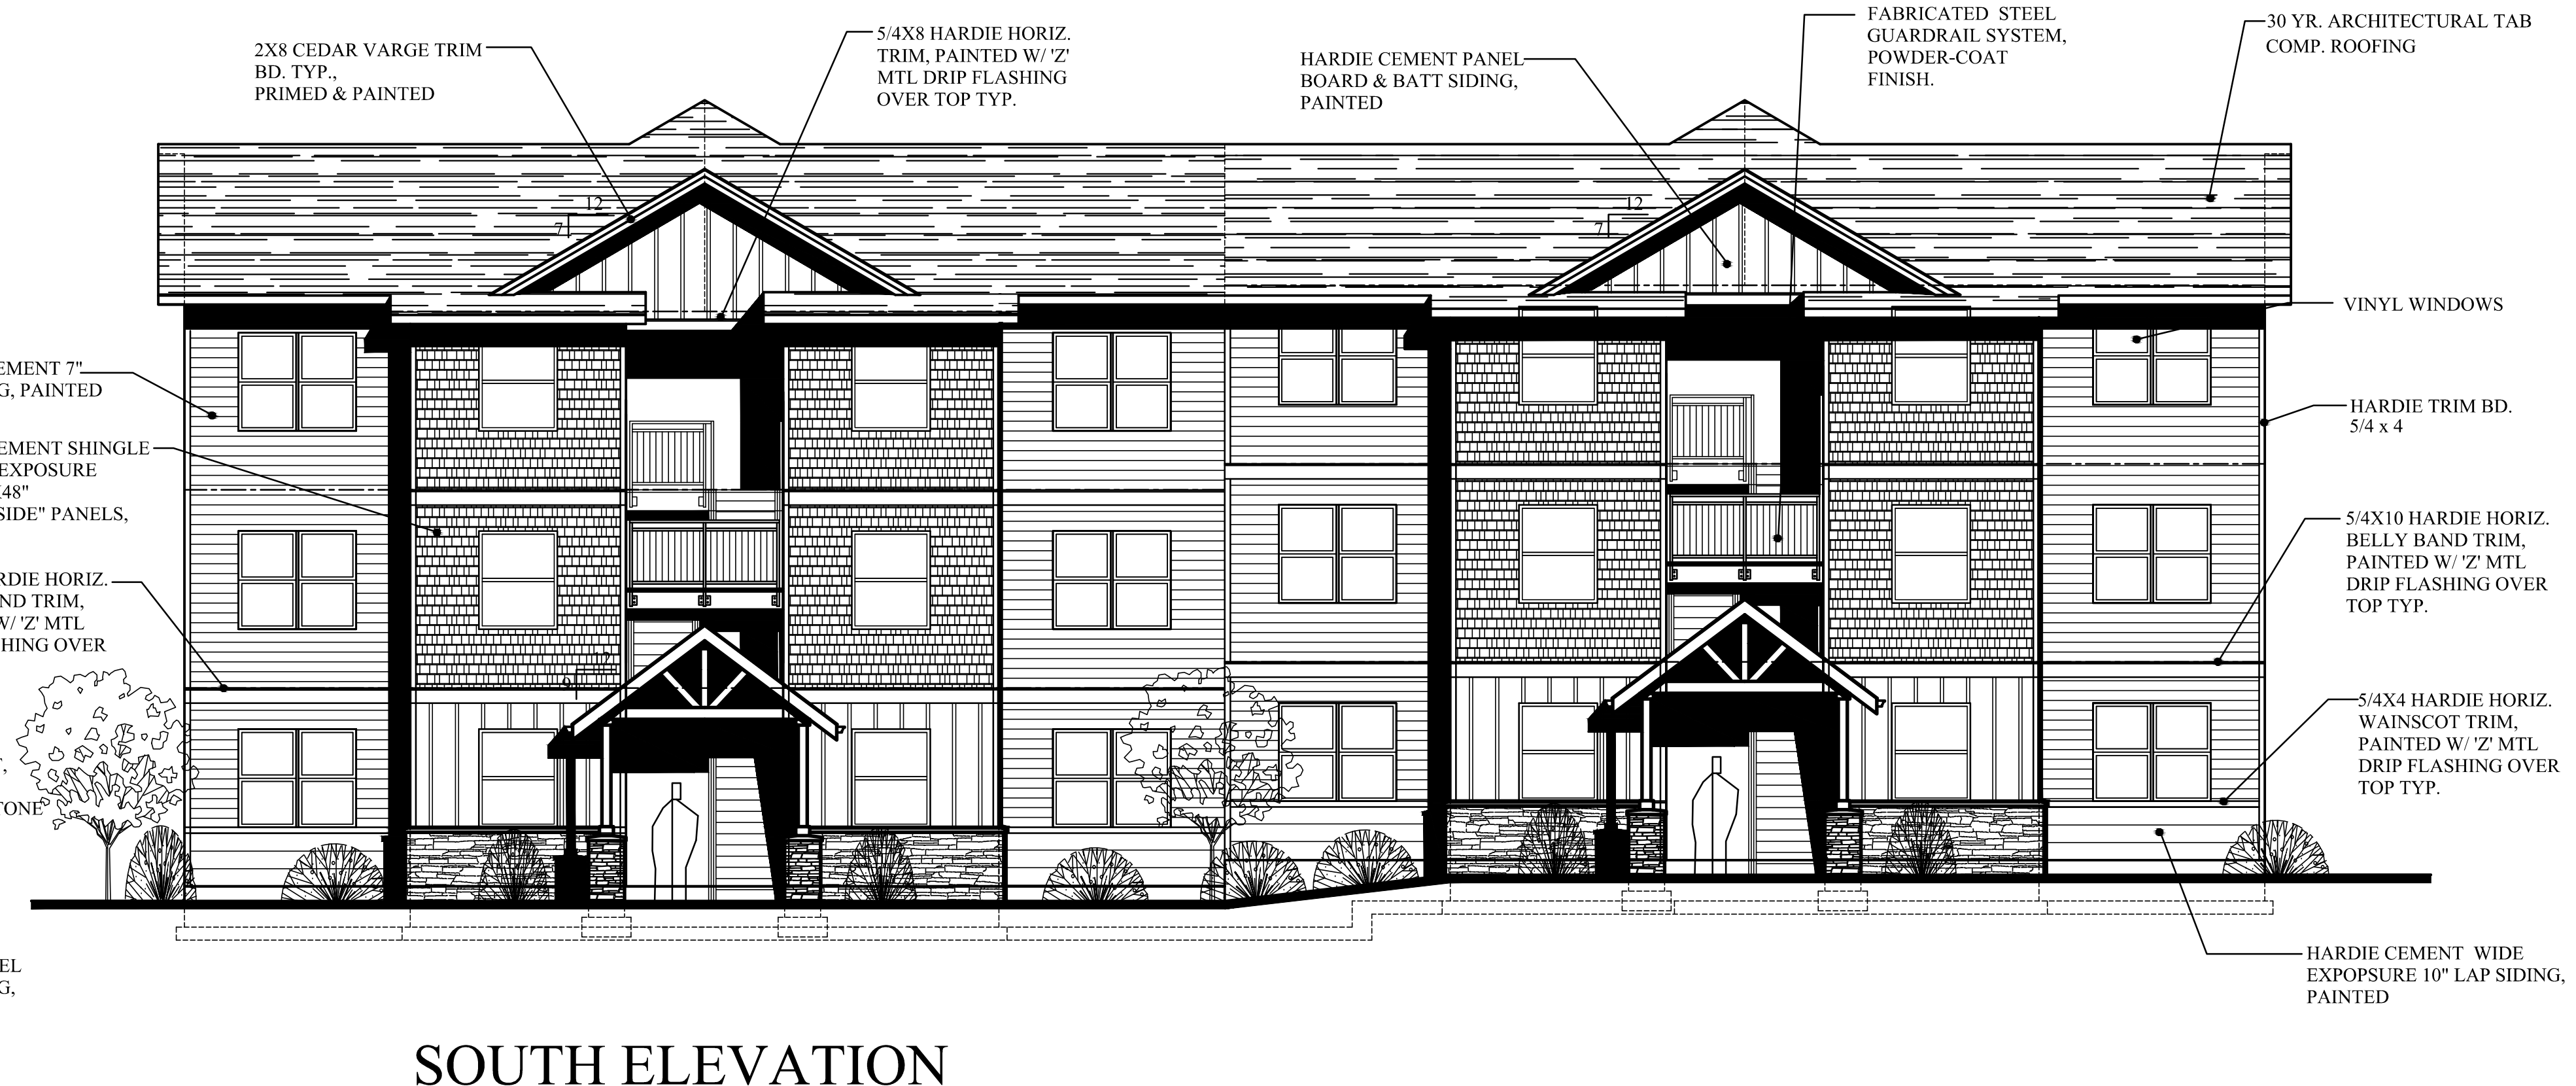 2X8 CEDAR VARGE TRIM
BD. TYP.,
PRIMED & PAINTED
5/4X8 HARDIE HORIZ.
TRIM, PAINTED W/ 'Z'
MTL DRIP FLASHING
OVER TOP TYP.
HARDIE CEMENT PANEL
BOARD & BATT SIDING,
PAINTED
FABRICATED STEEL
GUARDRAIL SYSTEM,
POWDER-COAT
FINISH.
30 YR. ARCHITECTURAL TAB
COMP. ROOFING
12
7
12
7
VINYL WINDOWS
EMENT 7"
G, PAINTED
HARDIE TRIM BD.
5/4 x 4
EMENT SHINGLE
EXPOSURE
X48"
SIDE" PANELS,
5/4X10 HARDIE HORIZ.
BELLY BAND TRIM,
PAINTED W/ 'Z' MTL
DRIP FLASHING OVER
TOP TYP.
RDIE HORIZ.
ND TRIM,
W/ 'Z' MTL
SHING OVER
12
9
5/4X4 HARDIE HORIZ.
WAINSCOT TRIM,
PAINTED W/ 'Z' MTL
DRIP FLASHING OVER
TOP TYP.
TONE
EL
G,
HARDIE CEMENT WIDE
EXPOPSURE 10" LAP SIDING,
PAINTED
SOUTH ELEVATION